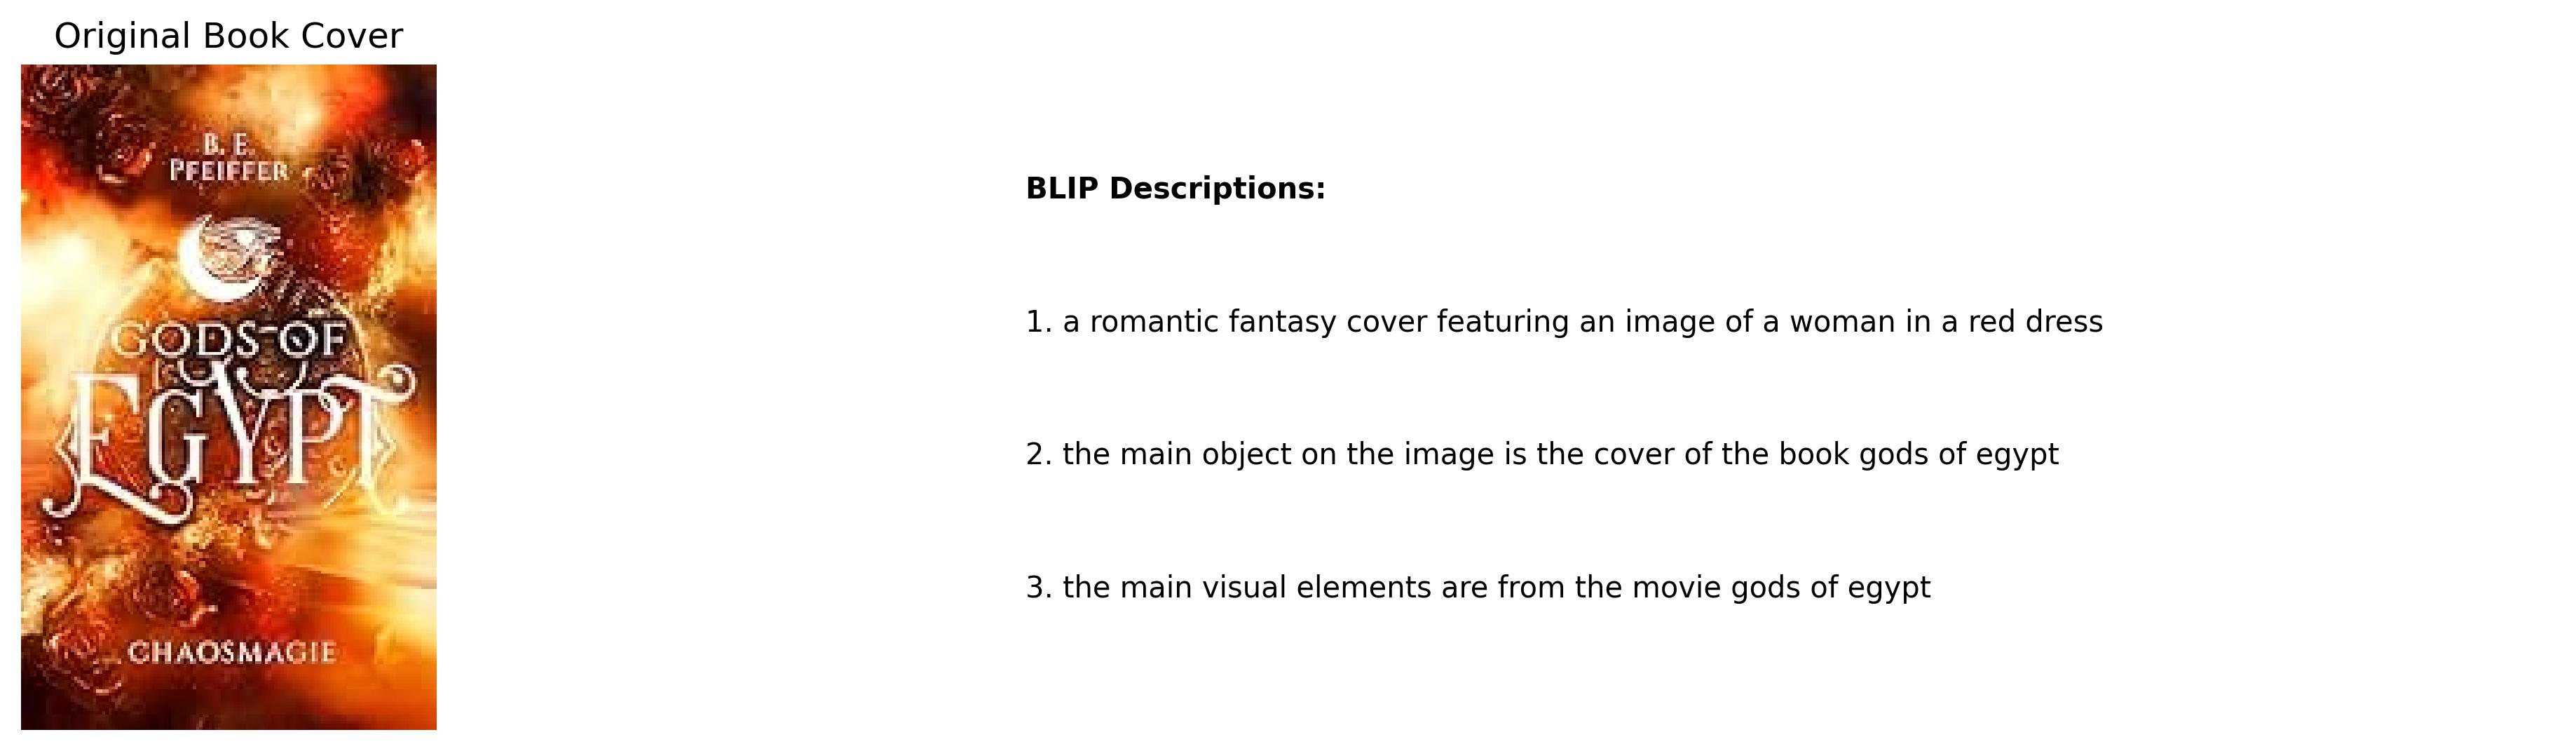 Original Book Cover
B. E.
PFEIFFER
GODS OF
EGYPT
CHAOSMAGIE
BLIP Descriptions:
1. a romantic fantasy cover featuring an image of a woman in a red dress
2. the main object on the image is the cover of the book gods of egypt
3. the main visual elements are from the movie gods of egypt